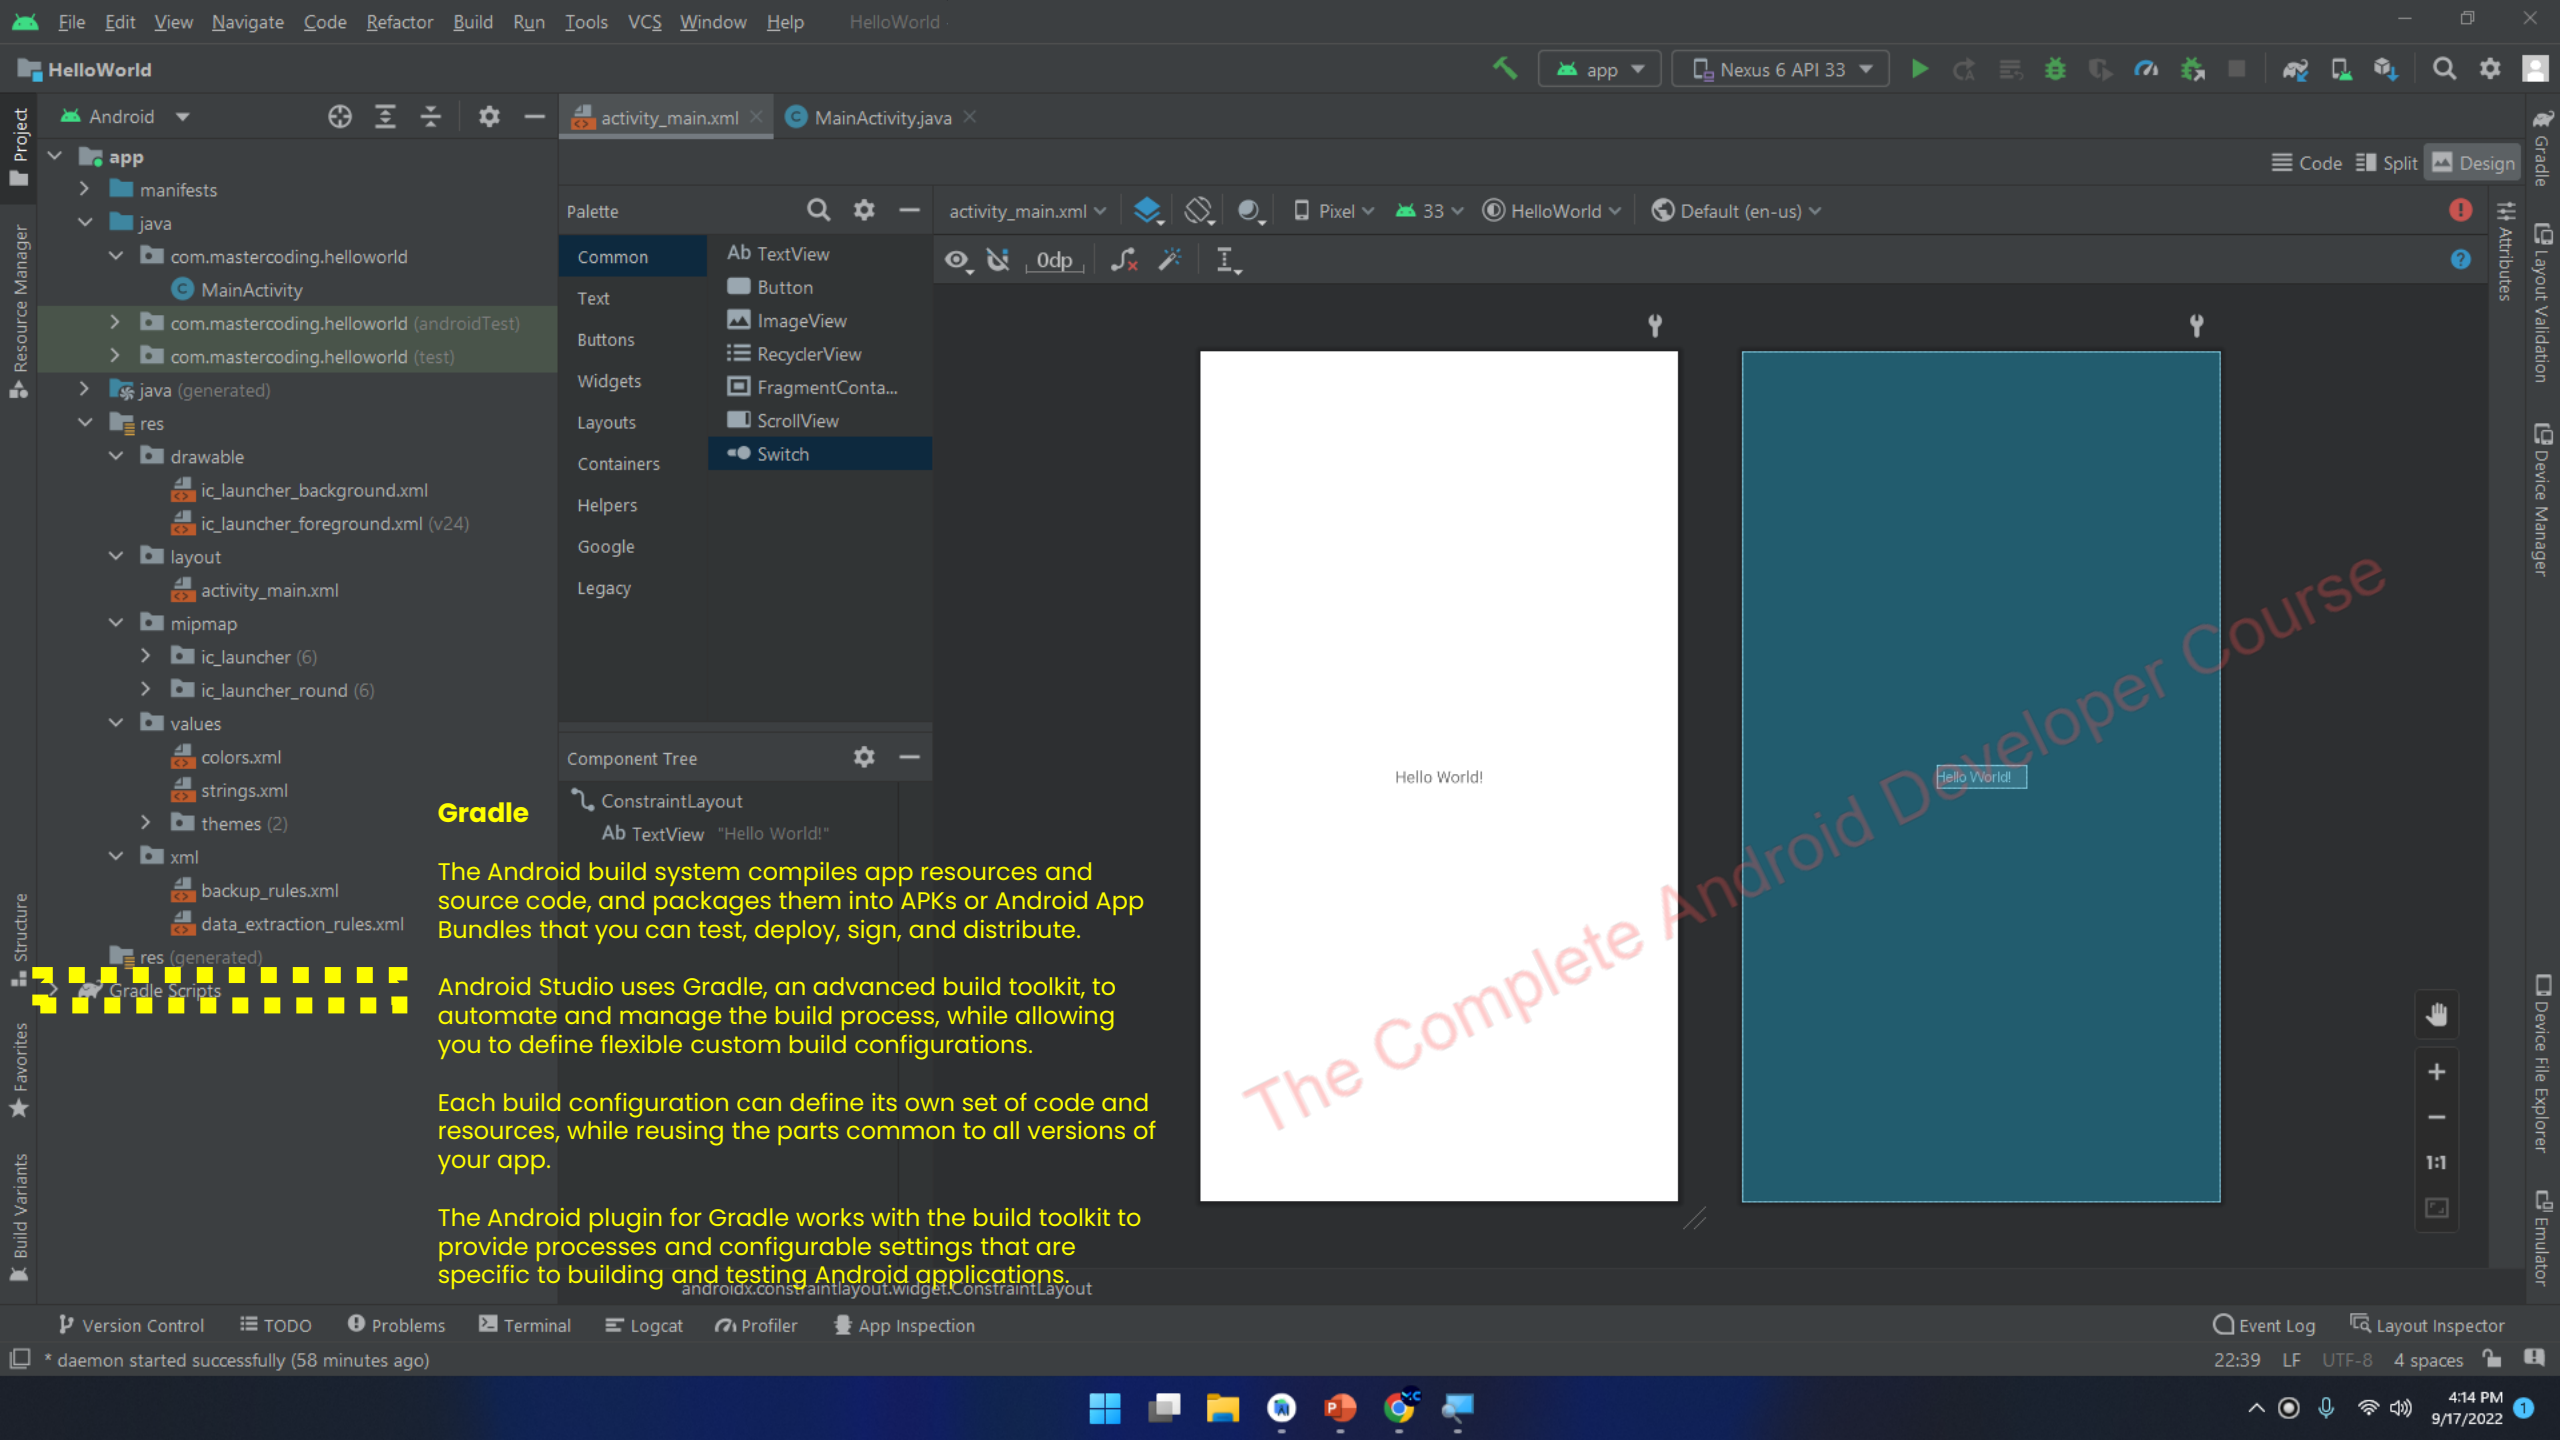 File Edit View Navigate Code Refactor Build Run Tools VCS Window Help HelloWorld
HelloWorld
app
Nexus 6 API 33
Project
Resource Manager
Structure
Favorites
Build Variants
Android
app
manifests
java
com.mastercoding.helloworld
MainActivity
com.mastercoding.helloworld (androidTest)
com.mastercoding.helloworld (test)
java (generated)
res
drawable
ic_launcher_background.xml
ic_launcher_foreground.xml (v24)
layout
activity_main.xml
mipmap
ic_launcher (6)
ic_launcher_round (6)
values
colors.xml
strings.xml
themes (2)
xml
backup_rules.xml
data_extraction_rules.xml
res (generated)
Gradle Scripts
activity_main.xml
MainActivity.java
Code Split Design
Palette
Common
Text
Buttons
Widgets
Layouts
Containers
Helpers
Google
Legacy
Ab TextView
Button
ImageView
RecyclerView
FragmentConta...
ScrollView
Switch
activity_main.xml
Pixel
33
HelloWorld
Default (en-us)
0dp
Component Tree
ConstraintLayout
Ab TextView "Hello World!"
Gradle
The Android build system compiles app resources and
source code, and packages them into APKs or Android App
Bundles that you can test, deploy, sign, and distribute.
Android Studio uses Gradle, an advanced build toolkit, to
automate and manage the build process, while allowing
you to define flexible custom build configurations.
Each build configuration can define its own set of code and
resources, while reusing the parts common to all versions of
your app.
The Android plugin for Gradle works with the build toolkit to
provide processes and configurable settings that are
specific to building and testing Android applications.
androidx.constraintlayout.widget.ConstraintLayout
Hello World!
Hello World!
The Complete Android Developer Course
1:1
Gradle
Attributes
Layout Validation
Device Manager
Device File Explorer
Emulator
Version Control TODO Problems Terminal Logcat Profiler App Inspection
Event Log Layout Inspector
* daemon started successfully (58 minutes ago)
22:39 LF UTF-8 4 spaces
4:14 PM
9/17/2022
1